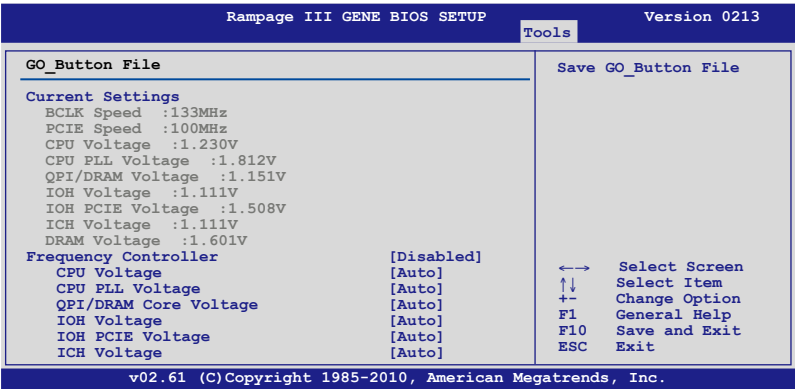 Rampage III GENE BIOS SETUP Version 0213
Tools
GO_Button File
Current Settings
BCLK Speed :133MHz
PCIE Speed :100MHz
CPU Voltage :1.230V
CPU PLL Voltage :1.812V
QPI/DRAM Voltage :1.151V
IOH Voltage :1.111V
IOH PCIE Voltage :1.508V
ICH Voltage :1.111V
DRAM Voltage :1.601V
Frequency Controller [Disabled]
CPU Voltage [Auto]
CPU PLL Voltage [Auto]
QPI/DRAM Core Voltage [Auto]
IOH Voltage [Auto]
IOH PCIE Voltage [Auto]
ICH Voltage [Auto]
Save GO_Button File
←→ Select Screen
↑↓ Select Item
+- Change Option
F1 General Help
F10 Save and Exit
ESC Exit
v02.61 (C)Copyright 1985-2010, American Megatrends, Inc.